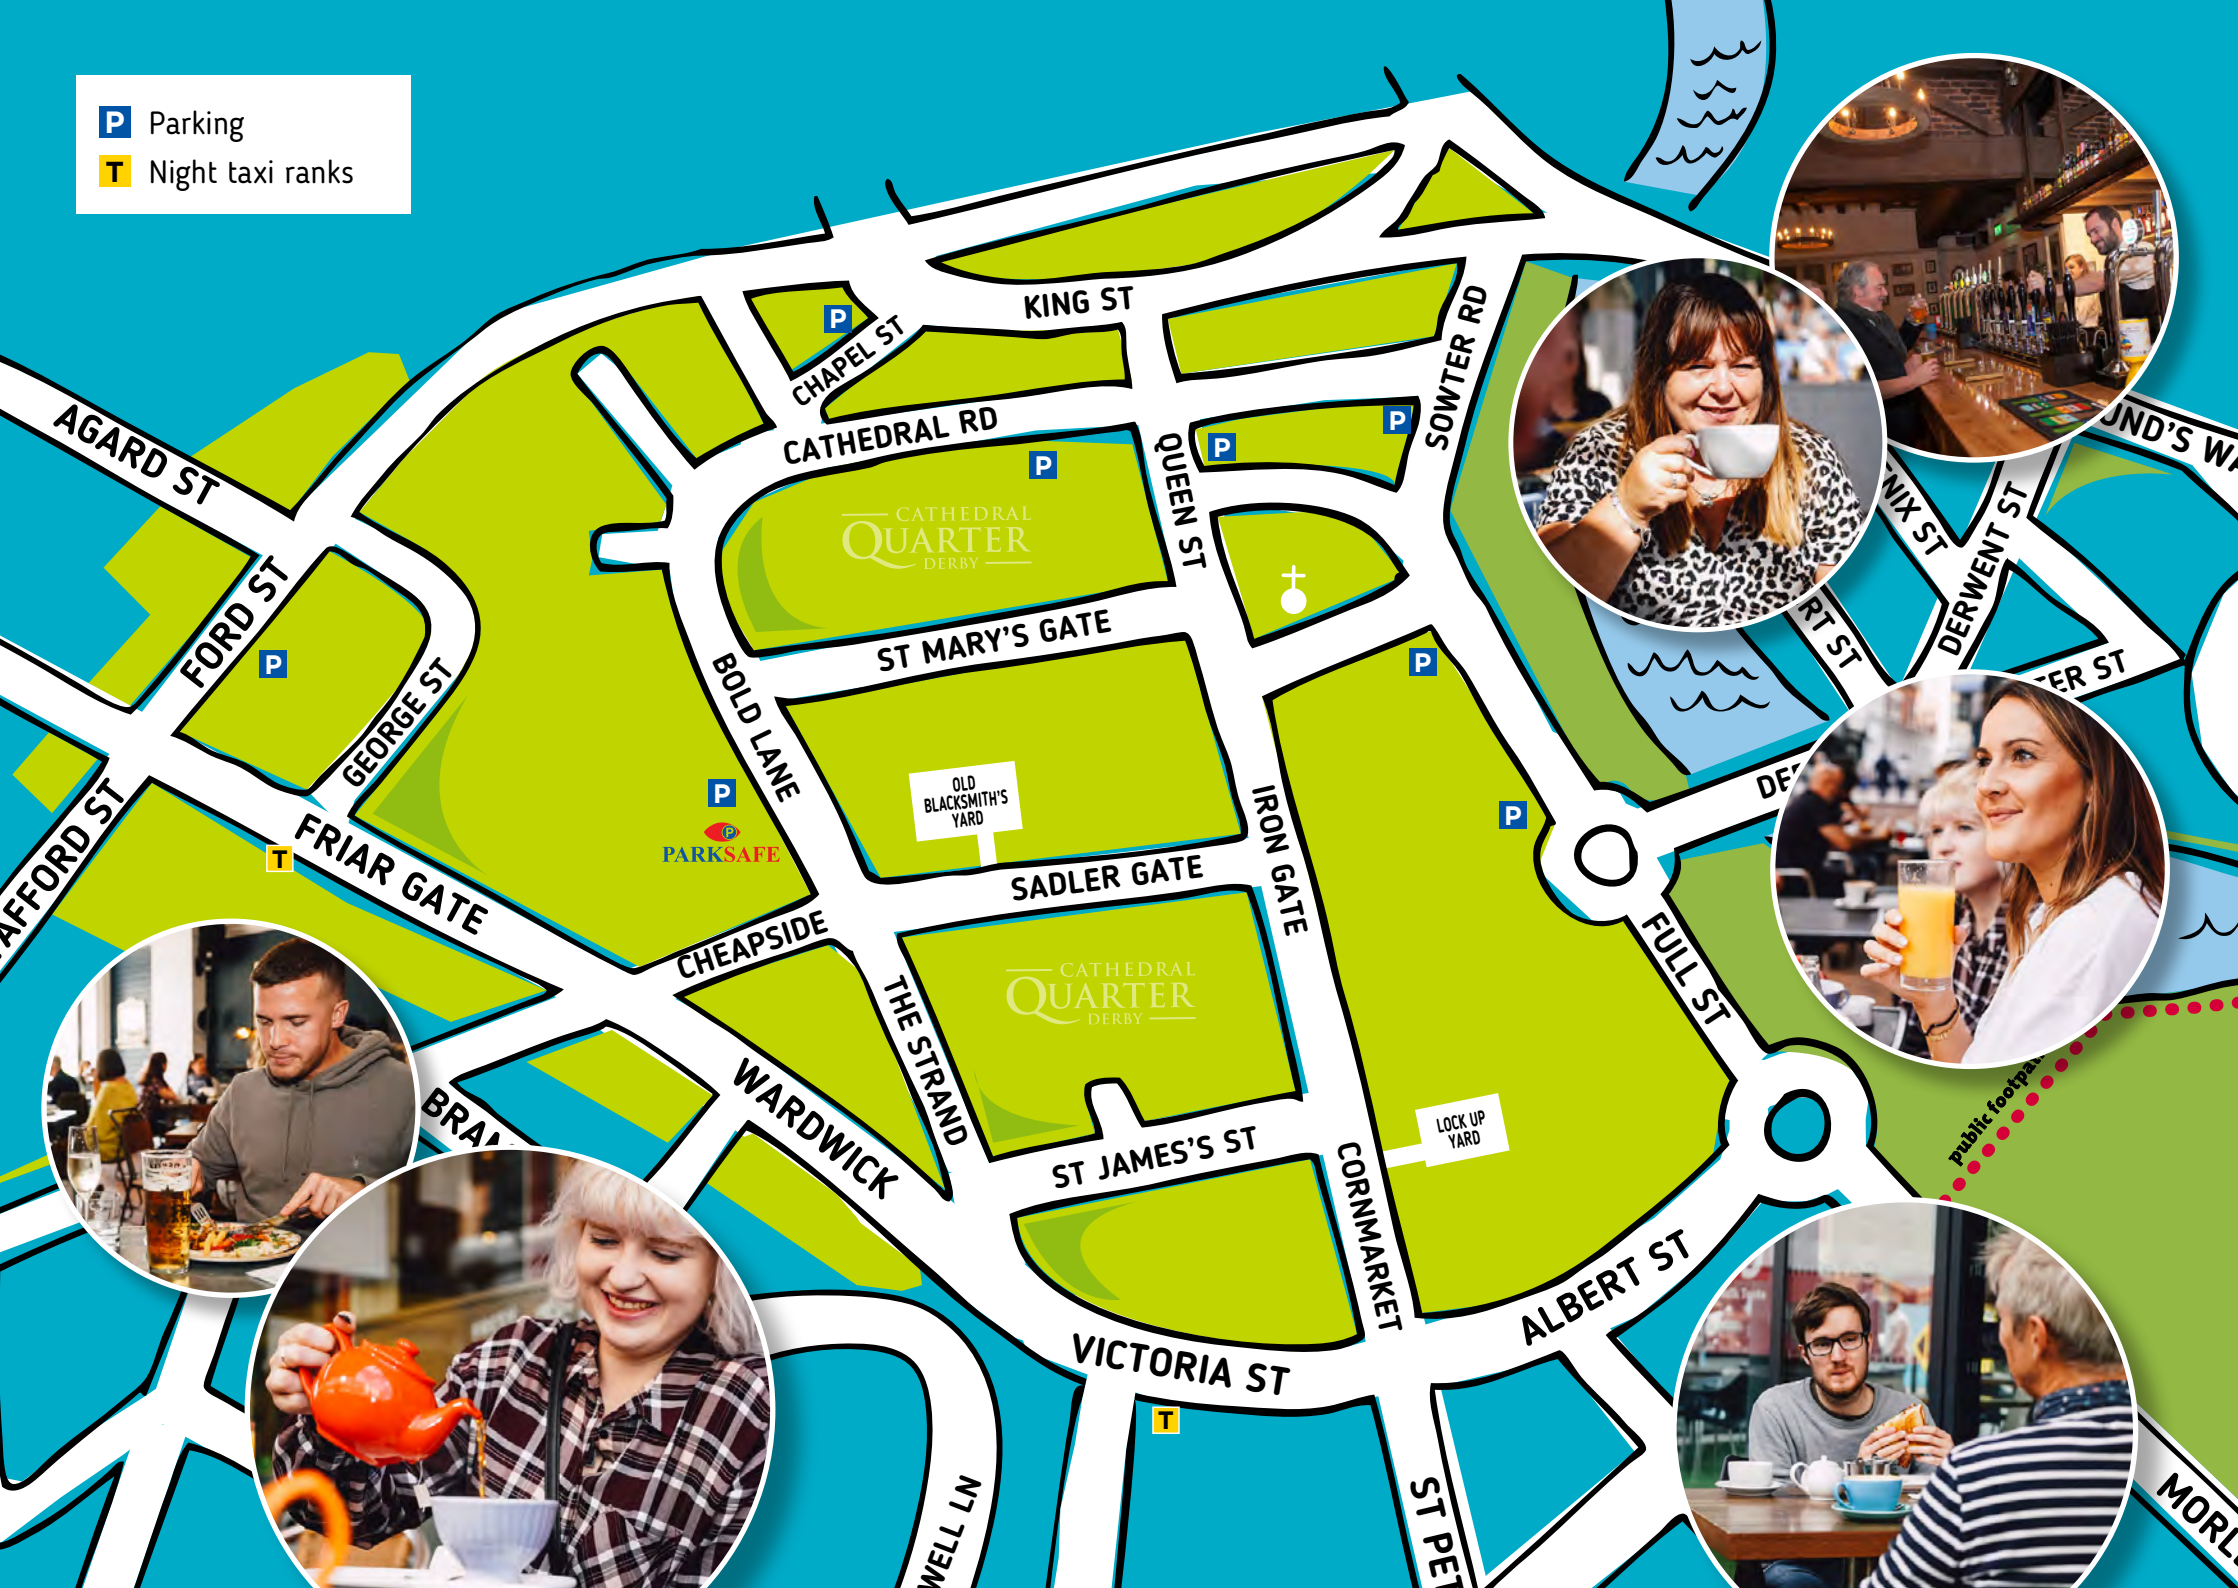 P Parking
T Night taxi ranks
KING ST
CHAPEL ST
P
SOWTER RD
AGARD ST
CATHEDRAL RD
P
P
P
QUEEN ST
CATHEDRAL
QUARTER
DERBY
DERWENT ST
FORD ST
P
GEORGE ST
ST MARY'S GATE
P
BOLD LANE
P
PARKSAFE
OLD
BLACKSMITH'S
YARD
IRON GATE
P
FRIAR GATE
T
SADLER GATE
CHEAPSIDE
FULL ST
THE STRAND
CATHEDRAL
QUARTER
DERBY
WARDWICK
LOCK UP
YARD
ST JAMES'S ST
CORNMARKET
public
ALBERT ST
VICTORIA ST
T